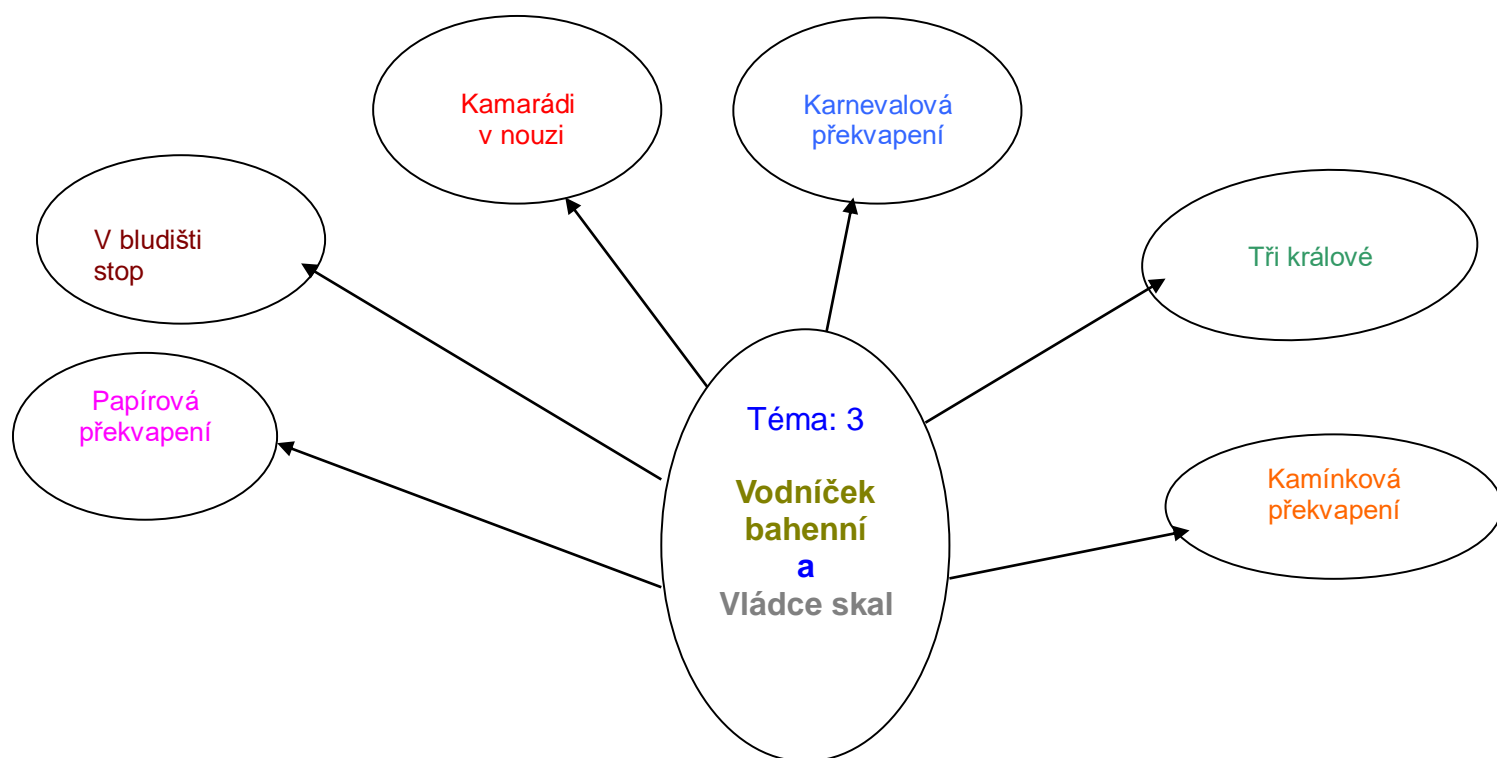 Kamarádi
v nouzi
Karnevalová
překvapení
V bludišti
stop
Tři králové
Papírová
překvapení
Téma: 3
Vodníček
bahenní
a
Vládce skal
Kamínková
překvapení